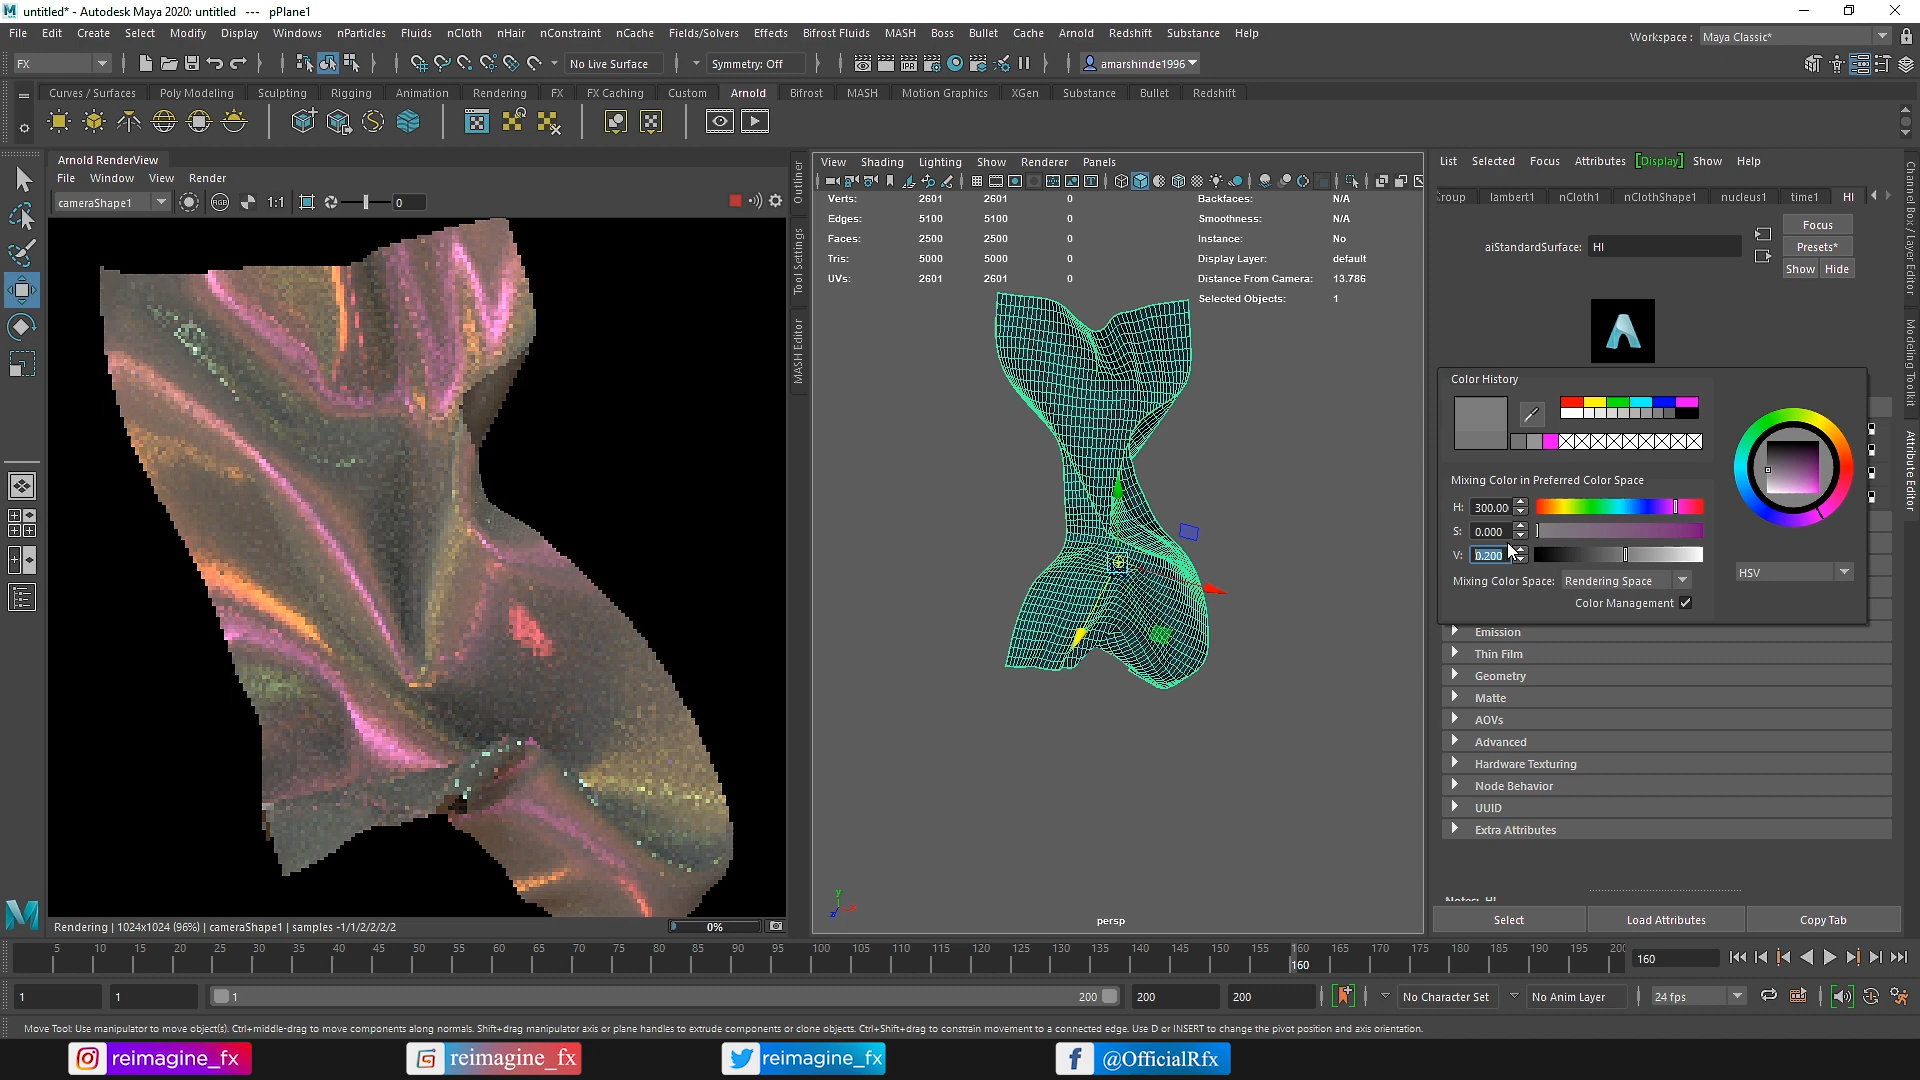 untitled* - Autodesk Maya 2020: untitled --- pPlane1
File Edit Create Select Modify Display Windows nParticles Fluids nCloth nHair nConstraint nCache Fields/Solvers Effects Bifrost Fluids MASH Boss Bullet Cache Arnold Redshift Substance Help
Workspace : Maya Classic*
FX No Live Surface Symmetry: Off amarshinde1996
Curves / Surfaces Poly Modeling Sculpting Rigging Animation Rendering FX FX Caching Custom Arnold Bifrost MASH Motion Graphics XGen Substance Bullet Redshift
Arnold RenderView
File Window View Render
cameraShape1 1:1 0
Outliner
Tool Settings
MASH Editor
View Shading Lighting Show Renderer Panels
Verts: 2601 2601 0 Backfaces: N/A
Edges: 5100 5100 0 Smoothness: N/A
Faces: 2500 2500 0 Instance: No
Tris: 5000 5000 0 Display Layer: default
UVs: 2601 2601 0 Distance From Camera: 13.786
Selected Objects: 1
persp
List Selected Focus Attributes [Display] Show Help
lambert1 nCloth1 nClothShape1 nucleus1 time1 HI
Focus
aiStandardSurface: HI Presets*
Show Hide
Channel Box / Layer Editor
Modeling Toolkit
Attribute Editor
Color History
Mixing Color in Preferred Color Space
H: 300.00
S: 0.000
V: 0.200
Mixing Color Space: Rendering Space
HSV
Color Management
Emission
Thin Film
Geometry
Matte
AOVs
Advanced
Hardware Texturing
Node Behavior
UUID
Extra Attributes
Notes: HI
Select Load Attributes Copy Tab
Rendering | 1024x1024 (96%) | cameraShape1 | samples -1/1/2/2/2/2 0%
5 10 15 20 25 30 35 40 45 50 55 60 65 70 75 80 85 90 95 100 105 110 115 120 125 130 135 140 145 150 155 160 165 170 175 180 185 190 195 200
160 160
1 1 1 200 200 200 No Character Set No Anim Layer 24 fps
Move Tool: Use manipulator to move object(s). Ctrl+middle-drag to move components along normals. Shift+drag manipulator axis or plane handles to extrude components or clone objects. Ctrl+Shift+drag to constrain movement to a connected edge. Use D or INSERT to change the pivot position and axis orientation.
reimagine_fx reimagine_fx reimagine_fx @OfficialRfx